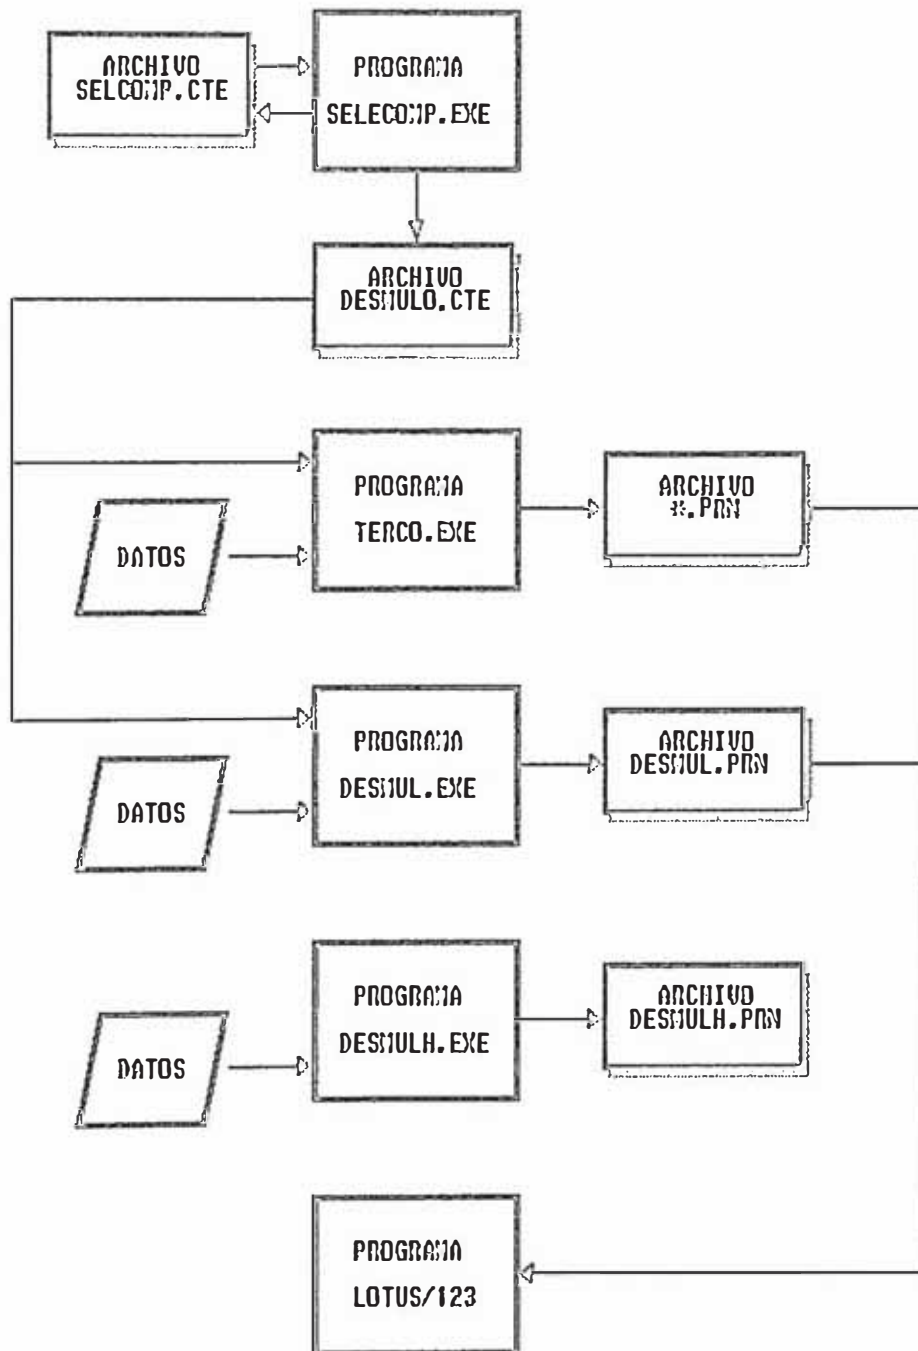 ARCHIVO
SELCOMP.CTE
PROGRAMA
SELECOMP.EXE
ARCHIVO
DESMULO.CTE
PROGRAMA
TERCO.EXE
DATOS
ARCHIVO
*.PRN
PROGRAMA
DESMUL.EXE
DATOS
ARCHIVO
DESMUL.PRN
PROGRAMA
DESMULH.EXE
DATOS
ARCHIVO
DESMULH.PRN
PROGRAMA
LOTUS/123